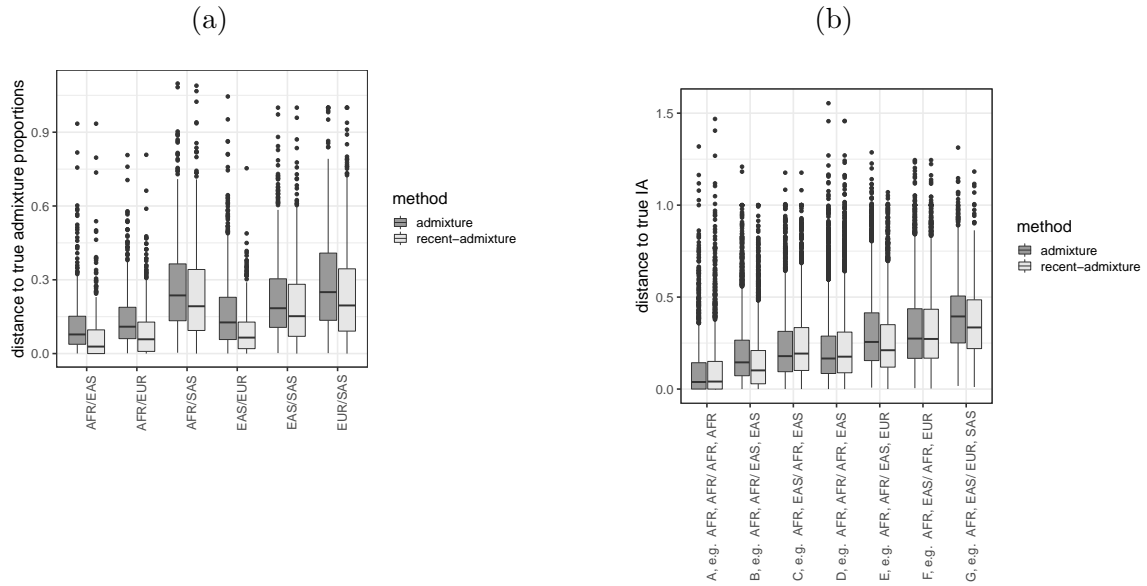 (a)
distance to true admixture proportions
0.9
0.6
0.3
0.0
AFR/EAS
AFR/EUR
AFR/SAS
EAS/EUR
EAS/SAS
EUR/SAS
method
admixture
recent-admixture
(b)
distance to true IA
1.5
1.0
0.5
0.0
A, e.g. AFR, AFR/ AFR, AFR
B, e.g. AFR, AFR/ EAS, EAS
C, e.g. AFR, EAS/ AFR, EAS
D, e.g. AFR, AFR/ AFR, EAS
E, e.g. AFR, AFR/ EAS, EUR
F, e.g. AFR, EAS/ AFR, EUR
G, e.g. AFR, EAS/ EUR, SAS
method
admixture
recent-admixture